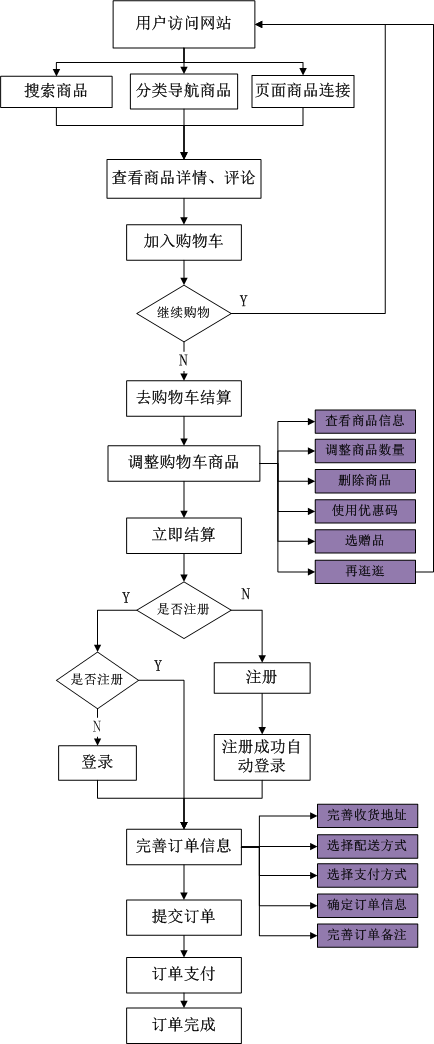 用户访问网站
搜索商品
分类导航商品
页面商品连接
查看商品详情、评论
加入购物车
继续购物
Y
N
去购物车结算
调整购物车商品
查看商品信息
调整商品数量
删除商品
使用优惠码
选赠品
再逛逛
立即结算
是否注册
Y
N
是否注册
Y
N
注册
登录
注册成功自
动登录
完善订单信息
完善收货地址
选择配送方式
选择支付方式
确定订单信息
完善订单备注
提交订单
订单支付
订单完成